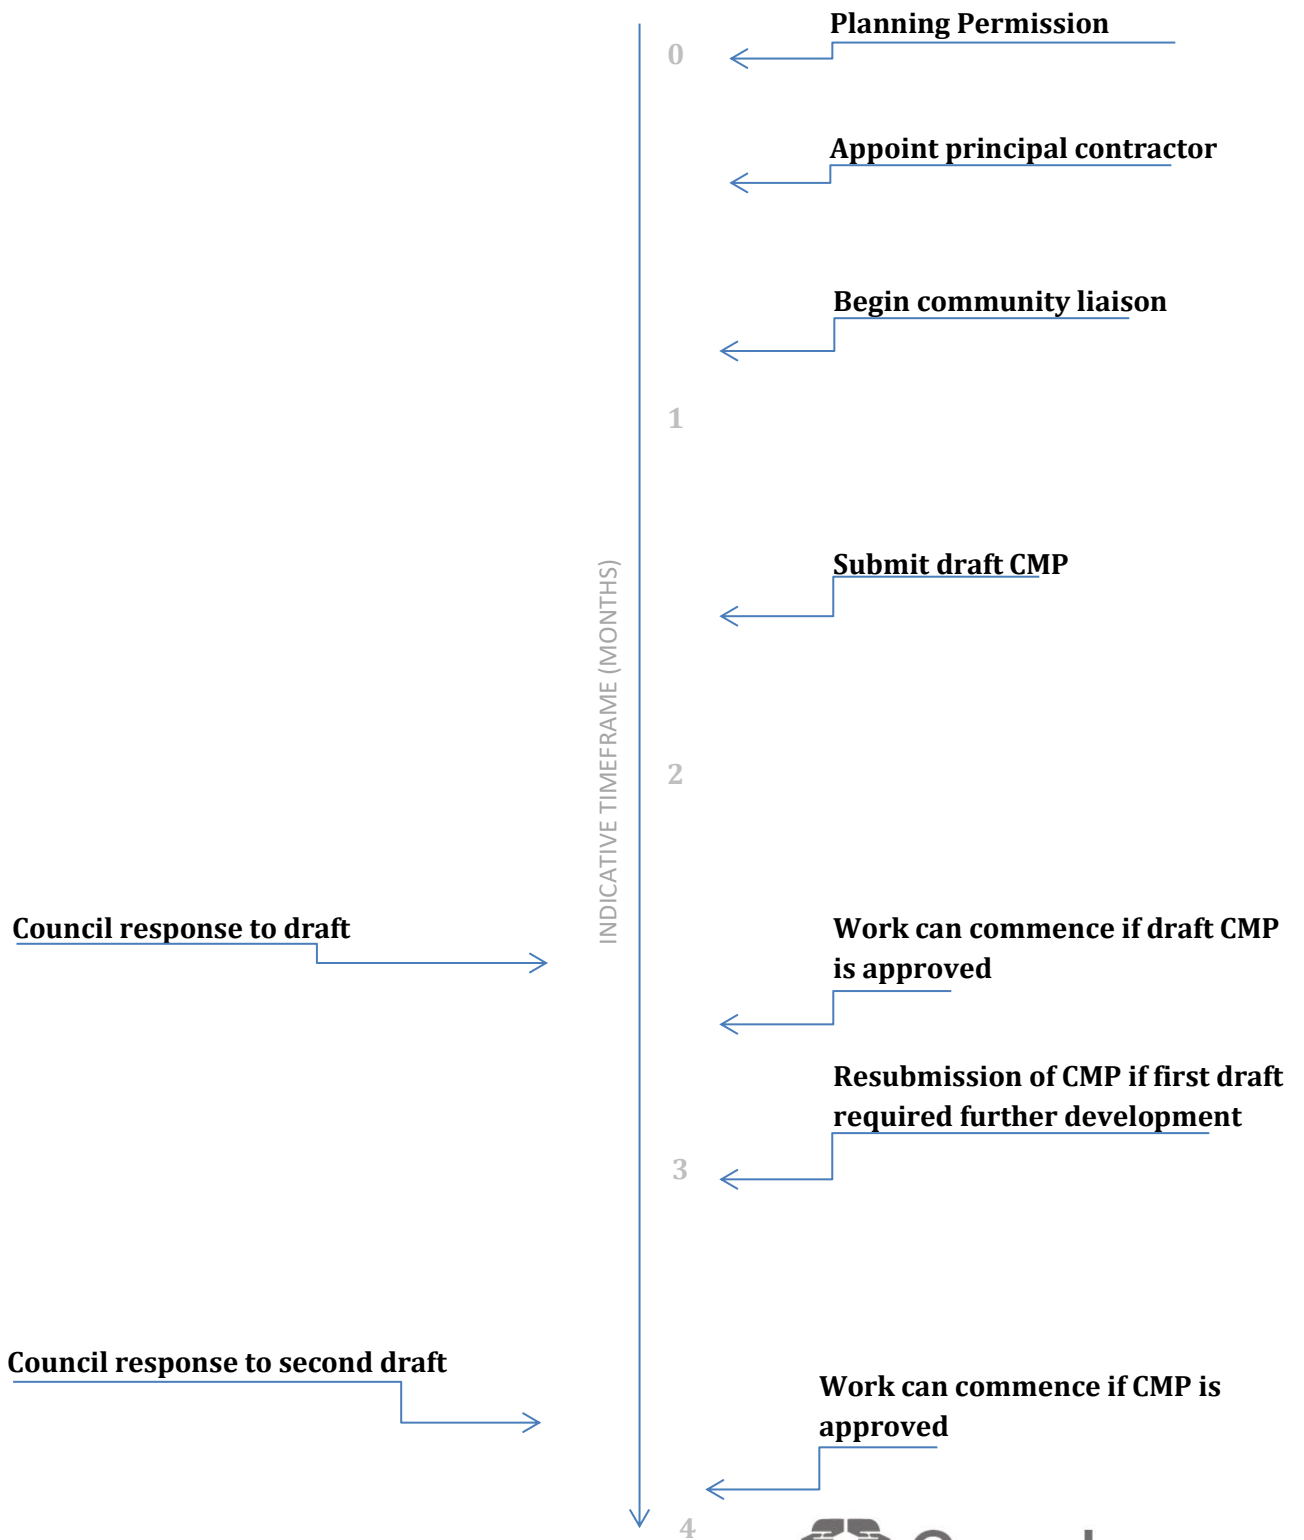 Planning Permission
0
Appoint principal contractor
Begin community liaison
1
Submit draft CMP
INDICATIVE TIMEFRAME (MONTHS)
2
Council response to draft
Work can commence if draft CMP
is approved
Resubmission of CMP if first draft
required further development
3
Council response to second draft
Work can commence if CMP is
approved
4